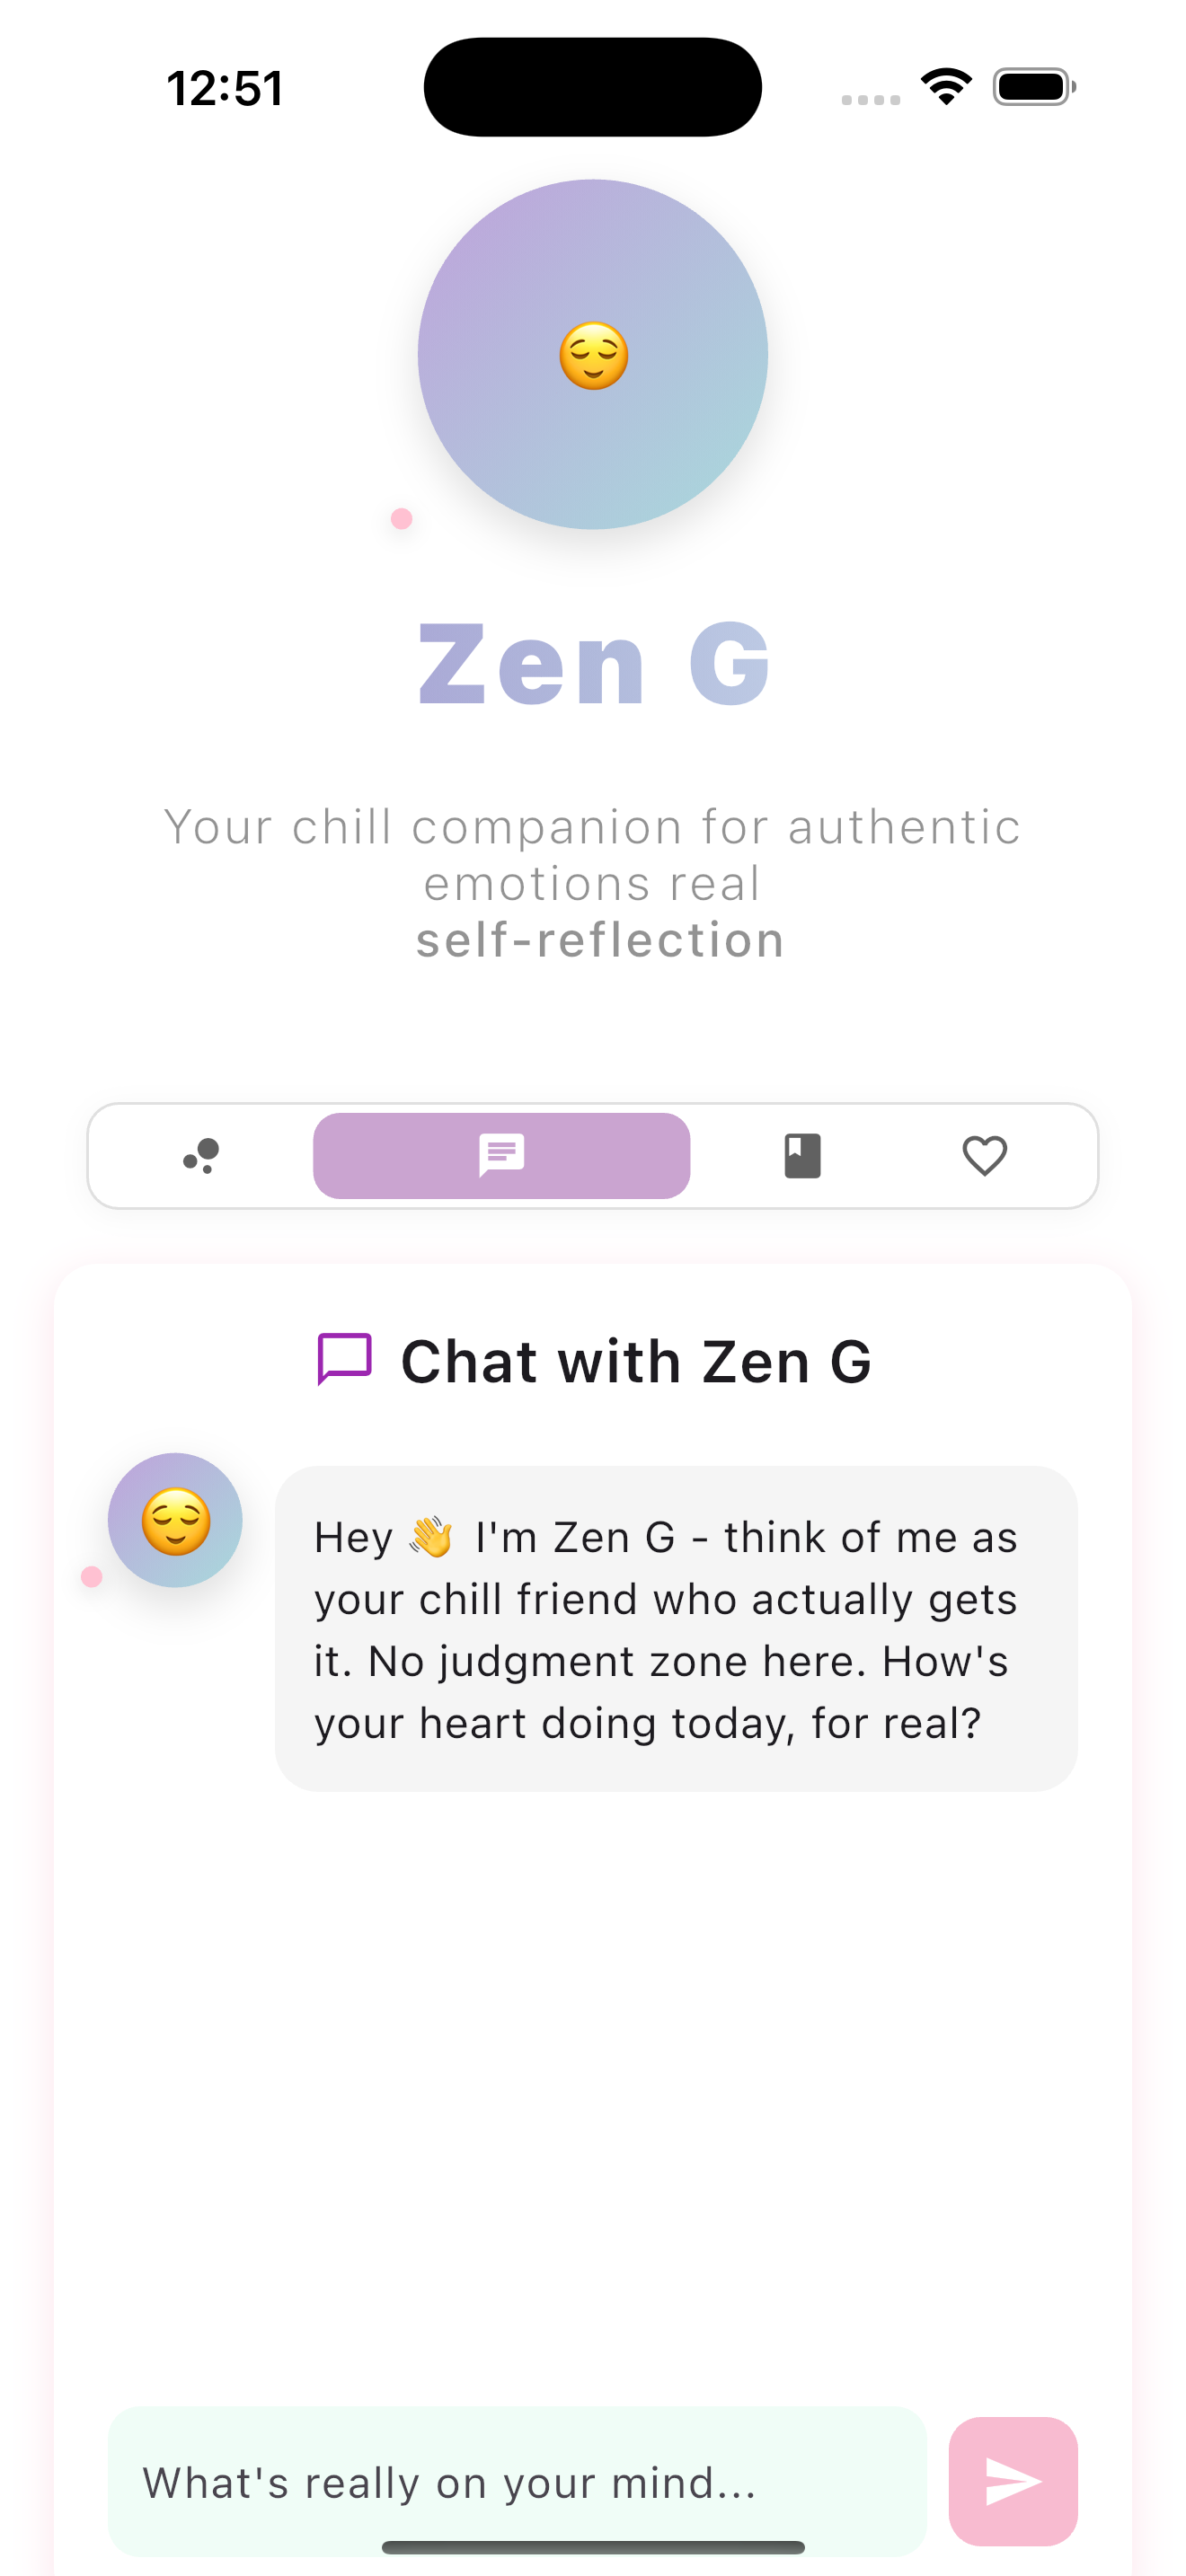 12:51
Zen G
Your chill companion for authentic
emotions real
self-reflection
Chat with Zen G
Hey 👋 I'm Zen G - think of me as
your chill friend who actually gets
it. No judgment zone here. How's
your heart doing today, for real?
What's really on your mind...